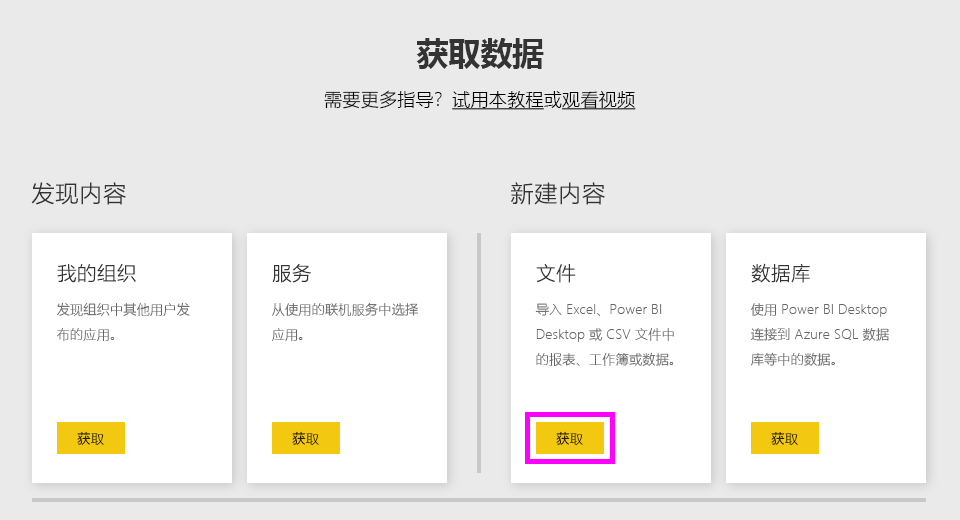 获取数据
需要更多指导？试用本教程或观看视频
发现内容
我的组织
发现组织中其他用户发
布的应用。
获取
服务
从使用的联机服务中选择
应用。
获取
新建内容
文件
导入 Excel、Power BI
Desktop 或 CSV 文件中
的报表、工作簿或数据。
获取
数据库
使用 Power BI Desktop
连接到 Azure SQL 数据
库等中的数据。
获取